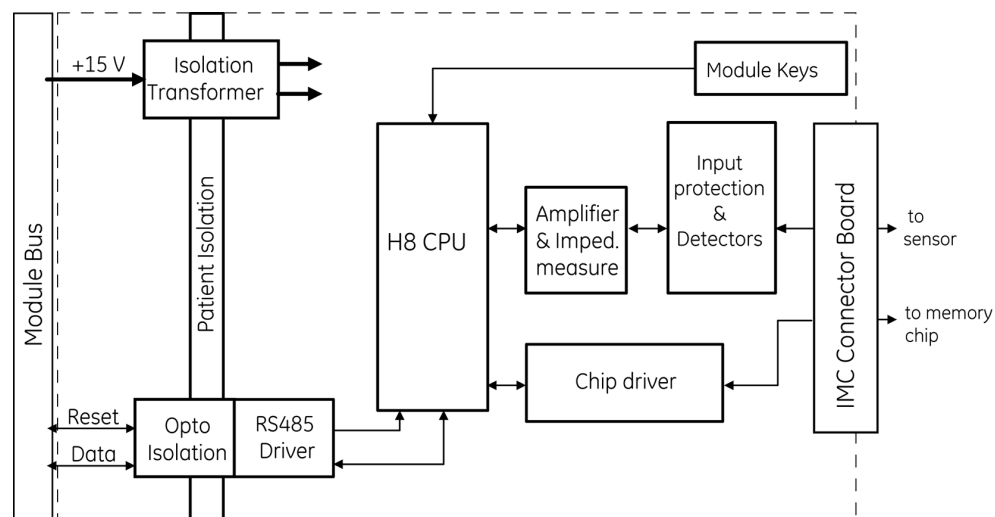 +15 V
Isolation
Transformer
Module Keys
Module Bus
Patient Isolation
H8 CPU
Amplifier
& Imped.
measure
Input
protection
&
Detectors
IMC Connector Board
to
sensor
to memory
chip
Chip driver
Reset
Data
Opto
Isolation
RS485
Driver